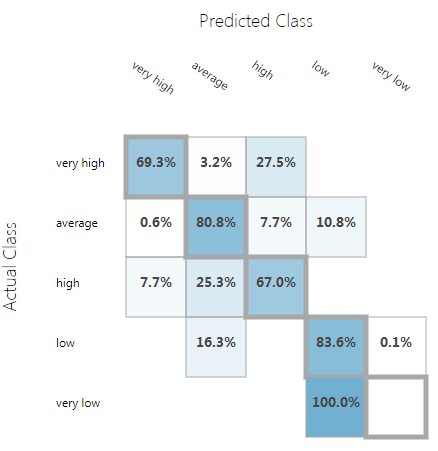 Predicted Class
very high average high low very low
very high 69.3% 3.2% 27.5%
average 0.6% 80.8% 7.7% 10.8%
high 7.7% 25.3% 67.0%
low 16.3% 83.6% 0.1%
very low 100.0%
Actual Class